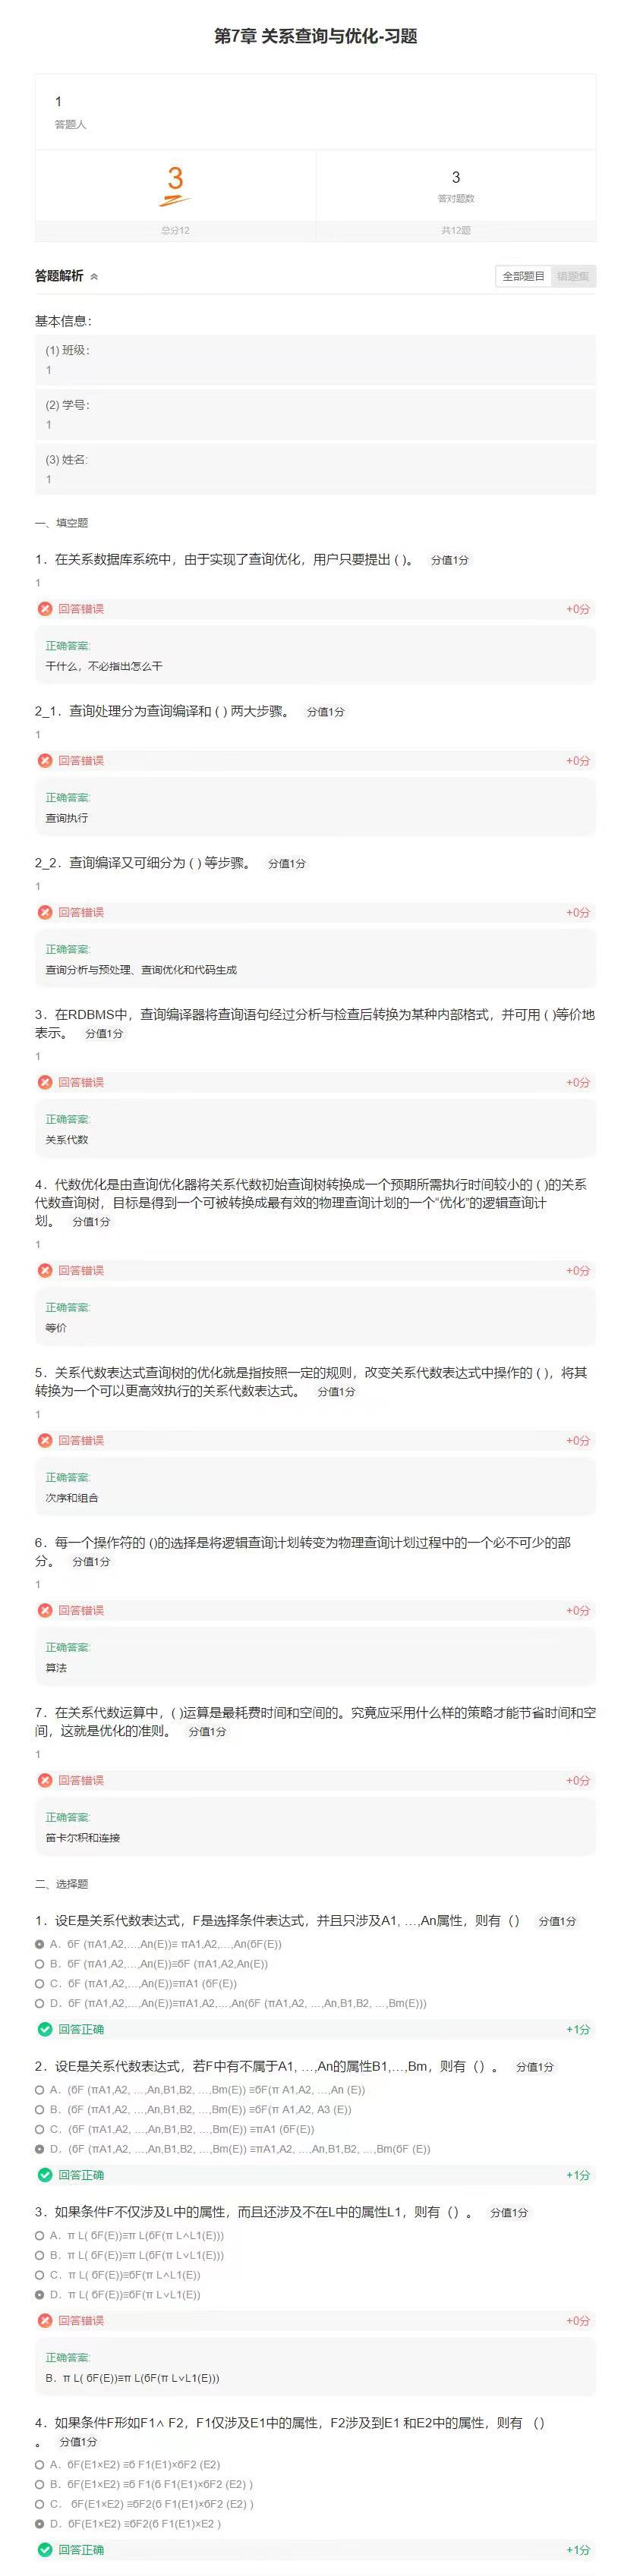 第7章 关系查询与优化-习题
1
答题人
3
总分12
3
答对题数
共12题
答题解析
全部题目 错题集
基本信息：
(1) 班级：
1
(2) 学号：
1
(3) 姓名:
1
一、填空题
1．在关系数据库系统中，由于实现了查询优化，用户只要提出 ( )。 分值1分
1
回答错误 +0分
正确答案:
干什么，不必指出怎么干
2_1．查询处理分为查询编译和 ( ) 两大步骤。 分值1分
1
回答错误 +0分
正确答案:
查询执行
2_2．查询编译又可细分为 ( ) 等步骤。 分值1分
1
回答错误 +0分
正确答案:
查询分析与预处理、查询优化和代码生成
3．在RDBMS中，查询编译器将查询语句经过分析与检查后转换为某种内部格式，并可用 ( )等价地
表示。 分值1分
1
回答错误 +0分
正确答案:
关系代数
4．代数优化是由查询优化器将关系代数初始查询树转换成一个预期所需执行时间较小的 ( )的关系
代数查询树，目标是得到一个可被转换成最有效的物理查询计划的一个“优化”的逻辑查询计
划。 分值1分
1
回答错误 +0分
正确答案:
等价
5．关系代数表达式查询树的优化就是指按照一定的规则，改变关系代数表达式中操作的 ( )，将其
转换为一个可以更高效执行的关系代数表达式。 分值1分
1
回答错误 +0分
正确答案:
次序和组合
6．每一个操作符的 ()的选择是将逻辑查询计划转变为物理查询计划过程中的一个必不可少的部
分。 分值1分
1
回答错误 +0分
正确答案:
算法
7．在关系代数运算中，( )运算是最耗费时间和空间的。究竟应采用什么样的策略才能节省时间和空
间，这就是优化的准则。 分值1分
1
回答错误 +0分
正确答案:
笛卡尔积和连接
二、选择题
1．设E是关系代数表达式，F是选择条件表达式，并且只涉及A1, …,An属性，则有（） 分值1分
A．бF (πA1,A2,…,An(E))≡ πA1,A2,…,An(бF(E))
B．бF (πA1,A2,…,An(E))≡бF (πA1,A2,An(E))
C．бF (πA1,A2,…,An(E))≡πA1 (бF(E))
D．бF (πA1,A2,…,An(E))≡πA1,A2,…,An(бF (πA1,A2, …,An,B1,B2, …,Bm(E)))
回答正确 +1分
2．设E是关系代数表达式，若F中有不属于A1, …,An的属性B1,…,Bm，则有（）。 分值1分
A．(бF (πA1,A2, …,An,B1,B2, …,Bm(E)) ≡бF(π A1,A2, …,An (E))
B．(бF (πA1,A2, …,An,B1,B2, …,Bm(E)) ≡бF(π A1,A2, A3 (E))
C．(бF (πA1,A2, …,An,B1,B2, …,Bm(E)) ≡πA1 (бF(E))
D．(бF (πA1,A2, …,An,B1,B2, …,Bm(E)) ≡πA1,A2, …,An,B1,B2, …,Bm(бF (E))
回答正确 +1分
3．如果条件F不仅涉及L中的属性，而且还涉及不在L中的属性L1，则有（）。 分值1分
A．π L( бF(E))≡π L(бF(π L∧L1(E)))
B．π L( бF(E))≡π L(бF(π L∨L1(E)))
C．π L( бF(E))≡бF(π L∧L1(E))
D．π L( бF(E))≡бF(π L∨L1(E))
回答错误 +0分
正确答案:
B．π L( бF(E))≡π L(бF(π L∨L1(E)))
4．如果条件F形如F1∧ F2，F1仅涉及E1中的属性，F2涉及到E1 和E2中的属性，则有 （）
。 分值1分
A．бF(E1×E2) ≡б F1(E1)×бF2 (E2)
B．бF(E1×E2) ≡б F1(б F1(E1)×бF2 (E2) )
C． бF(E1×E2) ≡бF2(б F1(E1)×бF2 (E2) )
D．бF(E1×E2) ≡бF2(б F1(E1)×E2 )
回答正确 +1分